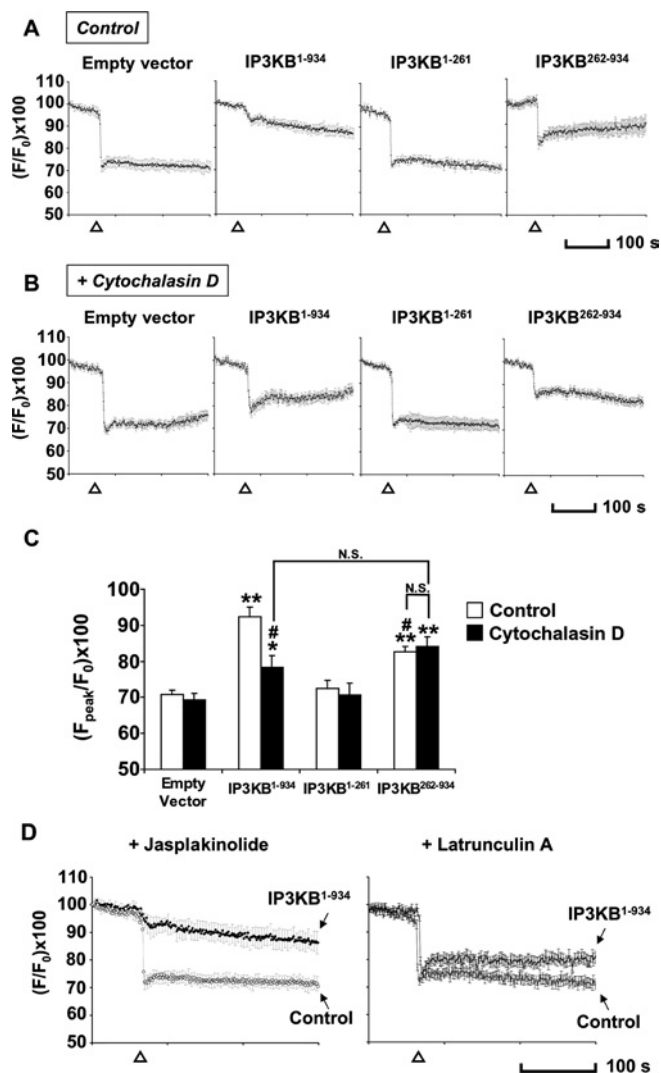 A Control
Empty vector IP3KB1-934 IP3KB1-261 IP3KB262-934
(F/F0)x100
110
100
90
80
70
60
50
Δ Δ Δ Δ
100 s
B + Cytochalasin D
Empty vector IP3KB1-934 IP3KB1-261 IP3KB262-934
(F/F0)x100
110
100
90
80
70
60
50
Δ Δ Δ Δ
100 s
C
N.S.
N.S.
(Fpeak/F0)x100
100
90
80
70
60
50
** # * # ** **
Control
Cytochalasin D
Empty Vector IP3KB1-934 IP3KB1-261 IP3KB262-934
D
+ Jasplakinolide + Latrunculin A
(F/F0)x100
110
100
90
80
70
60
50
IP3KB1-934
Control
IP3KB1-934
Control
Δ Δ
100 s